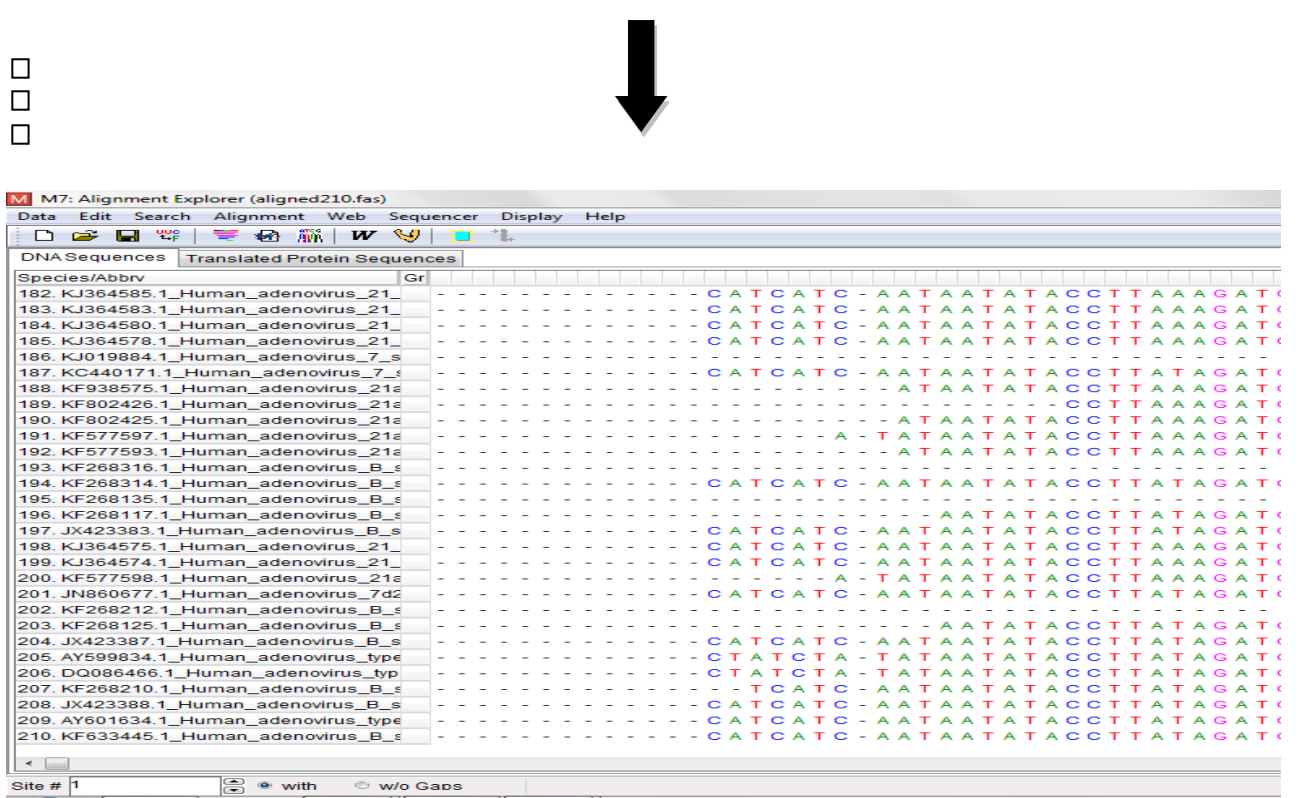 M7: Alignment Explorer (aligned210.fas)
Data Edit Search Alignment Web Sequencer Display Help
DNA Sequences Translated Protein Sequences
Species/Abbrv Gr
182. KJ364585.1_Human_adenovirus_21_ - - - - - - - - - - - - - C A T C A T C - A A T A A T A T A C C T T A A A G A T
183. KJ364583.1_Human_adenovirus_21_ - - - - - - - - - - - - - C A T C A T C - A A T A A T A T A C C T T A A A G A T
184. KJ364580.1_Human_adenovirus_21_ - - - - - - - - - - - - - C A T C A T C - A A T A A T A T A C C T T A A A G A T
185. KJ364578.1_Human_adenovirus_21_ - - - - - - - - - - - - - C A T C A T C - A A T A A T A T A C C T T A A A G A T
186. KJ019884.1_Human_adenovirus_7_s - - - - - - - - - - - - - - - - - - - - - - - - - - - - - - - - - - - - - - - -
187. KC440171.1_Human_adenovirus_7_s - - - - - - - - - - - - - C A T C A T C - A A T A A T A T A C C T T A T A G A T
188. KF938575.1_Human_adenovirus_21a - - - - - - - - - - - - - - - - - - - - - - A T A A T A T A C C T T A A A G A T
189. KF802426.1_Human_adenovirus_21a - - - - - - - - - - - - - - - - - - - - - - - - - - - - - - C C T T A A A G A T
190. KF802425.1_Human_adenovirus_21a - - - - - - - - - - - - - - - - - - - - - - A T A A T A T A C C T T A A A G A T
191. KF577597.1_Human_adenovirus_21a - - - - - - - - - - - - - - - - - - - A - T A T A A T A T A C C T T A A A G A T
192. KF577593.1_Human_adenovirus_21a - - - - - - - - - - - - - - - - - - - - - - A T A A T A T A C C T T A A A G A T
193. KF268316.1_Human_adenovirus_B_s - - - - - - - - - - - - - - - - - - - - - - - - - - - - - - - - - - - - - - - -
194. KF268314.1_Human_adenovirus_B_s - - - - - - - - - - - - - C A T C A T C - A A T A A T A T A C C T T A T A G A T
195. KF268135.1_Human_adenovirus_B_s - - - - - - - - - - - - - - - - - - - - - - - - - - - - - - - - - - - - - - - -
196. KF268117.1_Human_adenovirus_B_s - - - - - - - - - - - - - - - - - - - - - - - - A A T A T A C C T T A T A G A T
197. JX423383.1_Human_adenovirus_B_s - - - - - - - - - - - - - C A T C A T C - A A T A A T A T A C C T T A T A G A T
198. KJ364575.1_Human_adenovirus_21_ - - - - - - - - - - - - - C A T C A T C - A A T A A T A T A C C T T A A A G A T
199. KJ364574.1_Human_adenovirus_21_ - - - - - - - - - - - - - C A T C A T C - A A T A A T A T A C C T T A A A G A T
200. KF577598.1_Human_adenovirus_21a - - - - - - - - - - - - - - - - - - - A - T A T A A T A T A C C T T A A A G A T
201. JN860677.1_Human_adenovirus_7d2 - - - - - - - - - - - - - C A T C A T C - A A T A A T A T A C C T T A T A G A T
202. KF268212.1_Human_adenovirus_B_s - - - - - - - - - - - - - - - - - - - - - - - - - - - - - - - - - - - - - - - -
203. KF268125.1_Human_adenovirus_B_s - - - - - - - - - - - - - - - - - - - - - - - - A A T A T A C C T T A T A G A T
204. JX423387.1_Human_adenovirus_B_s - - - - - - - - - - - - - C A T C A T C - A A T A A T A T A C C T T A T A G A T
205. AY599834.1_Human_adenovirus_type - - - - - - - - - - - - - C T A T C T A - T A T A A T A T A C C T T A T A G A T
206. DQ086466.1_Human_adenovirus_typ - - - - - - - - - - - - - C T A T C T A - T A T A A T A T A C C T T A T A G A T
207. KF268210.1_Human_adenovirus_B_s - - - - - - - - - - - - - - - T C A T C - A A T A A T A T A C C T T A T A G A T
208. JX423388.1_Human_adenovirus_B_s - - - - - - - - - - - - - C A T C A T C - A A T A A T A T A C C T T A T A G A T
209. AY601634.1_Human_adenovirus_type - - - - - - - - - - - - - C A T C A T C - A A T A A T A T A C C T T A T A G A T
210. KF633445.1_Human_adenovirus_B_s - - - - - - - - - - - - - C A T C A T C - A A T A A T A T A C C T T A T A G A T
Site # 1 with w/o Gaps